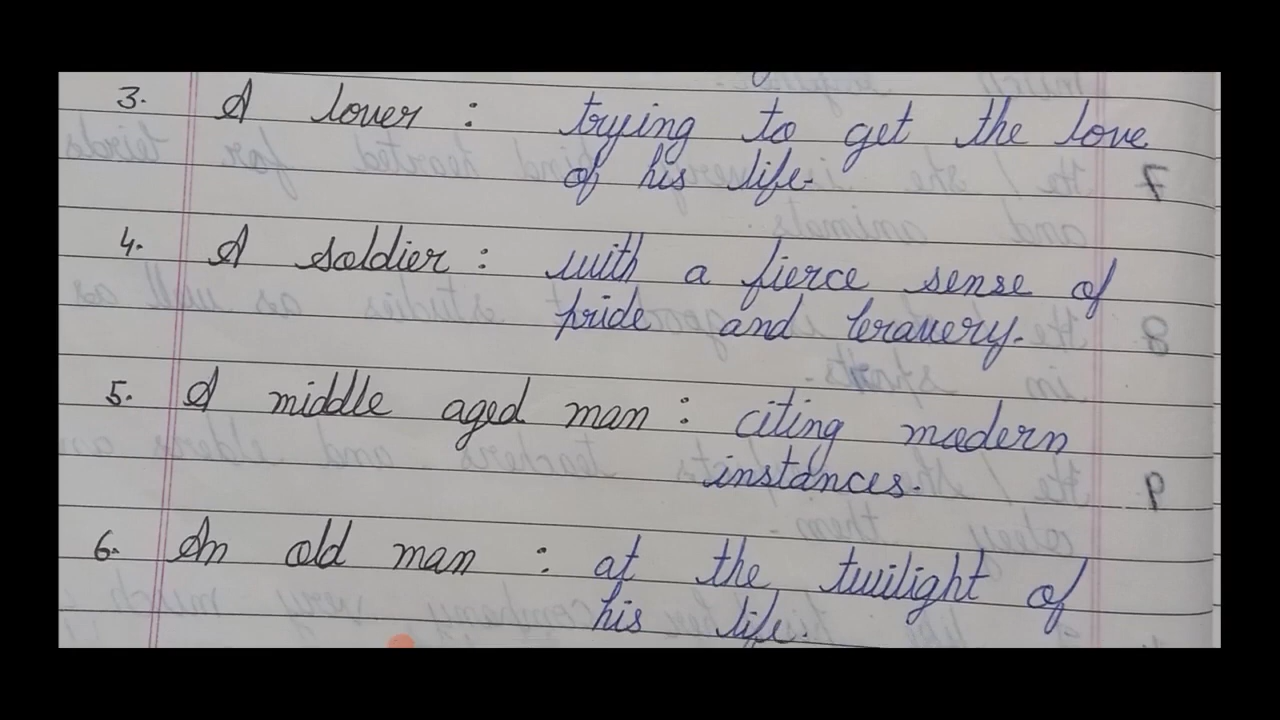 3. A lover : trying to get the love
of his life.
4. A soldier : with a fierce sense of
pride and bravery.
5. A middle aged man : citing modern
instances.
6. An old man : at the twilight of
his life.